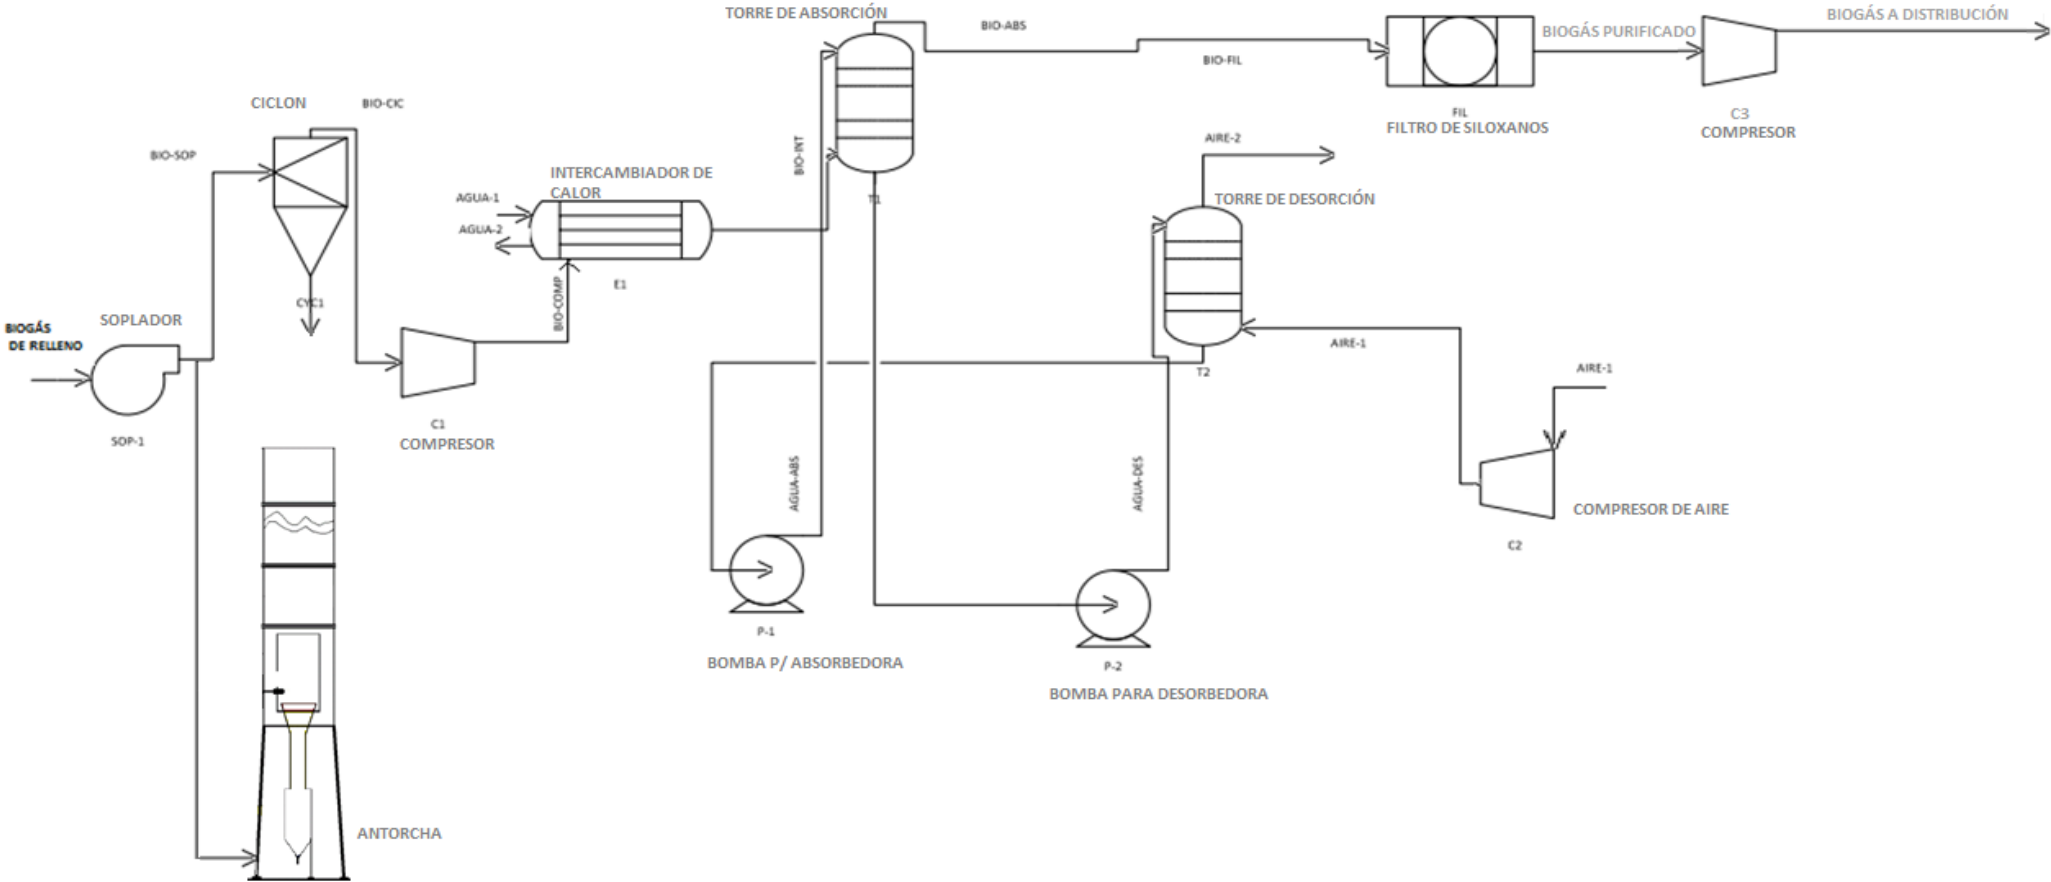 TORRE DE ABSORCIÓN
BIO-ABS
BIOGÁS PURIFICADO
BIOGÁS A DISTRIBUCIÓN
BIO-FIL
FIL
FILTRO DE SILOXANOS
C3
COMPRESOR
CICLON
BIO-CIC
BIO-SOP
BIO-INT
AIRE-2
INTERCAMBIADOR DE
CALOR
AGUA-1
AGUA-2
T1
TORRE DE DESORCIÓN
E1
BIO-COMP
CYC1
SOPLADOR
BIOGÁS
DE RELLENO
SOP-1
C1
COMPRESOR
AIRE-1
T2
AIRE-1
AGUA-ABS
AGUA-DES
COMPRESOR DE AIRE
C2
P-1
BOMBA P/ ABSORBEDORA
P-2
BOMBA PARA DESORBEDORA
ANTORCHA